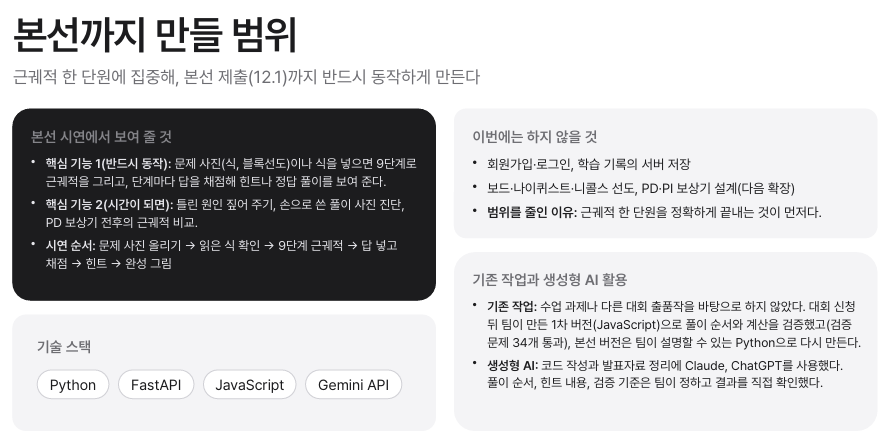 본선까지 만들 범위
근궤적 한 단원에 집중해, 본선 제출(12.1)까지 반드시 동작하게 만든다
본선 시연에서 보여 줄 것
• 핵심 기능 1(반드시 동작): 문제 사진(식, 블록선도)이나 식을 넣으면 9단계로
근궤적을 그리고, 단계마다 답을 채점해 힌트나 정답 풀이를 보여 준다.
• 핵심 기능 2(시간이 되면): 틀린 원인 짚어 주기, 손으로 쓴 풀이 사진 진단,
PD 보상기 전후의 근궤적 비교.
• 시연 순서: 문제 사진 올리기 → 읽은 식 확인 → 9단계 근궤적 → 답 넣고
채점 → 힌트 → 완성 그림
기술 스택
Python
FastAPI
JavaScript
Gemini API
이번에는 하지 않을 것
• 회원가입·로그인, 학습 기록의 서버 저장
• 보드·나이퀴스트·니콜스 선도, PD·PI 보상기 설계(다음 확장)
• 범위를 줄인 이유: 근궤적 한 단원을 정확하게 끝내는 것이 먼저다.
기존 작업과 생성형 AI 활용
• 기존 작업: 수업 과제나 다른 대회 출품작을 바탕으로 하지 않았다. 대회 신청
뒤 팀이 만든 1차 버전(JavaScript)으로 풀이 순서와 계산을 검증했고(검증
문제 34개 통과), 본선 버전은 팀이 설명할 수 있는 Python으로 다시 만든다.
• 생성형 AI: 코드 작성과 발표자료 정리에 Claude, ChatGPT를 사용했다.
풀이 순서, 힌트 내용, 검증 기준은 팀이 정하고 결과를 직접 확인했다.